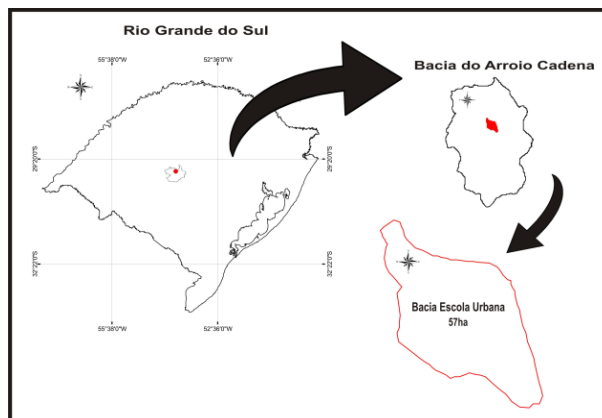 Rio Grande do Sul
55°38'0"W
52°36'0"W
29°20'0"S
32°22'0"S
29°20'0"S
32°22'0"S
55°38'0"W
52°36'0"W
Bacia do Arroio Cadena
Bacia Escola Urbana
57ha